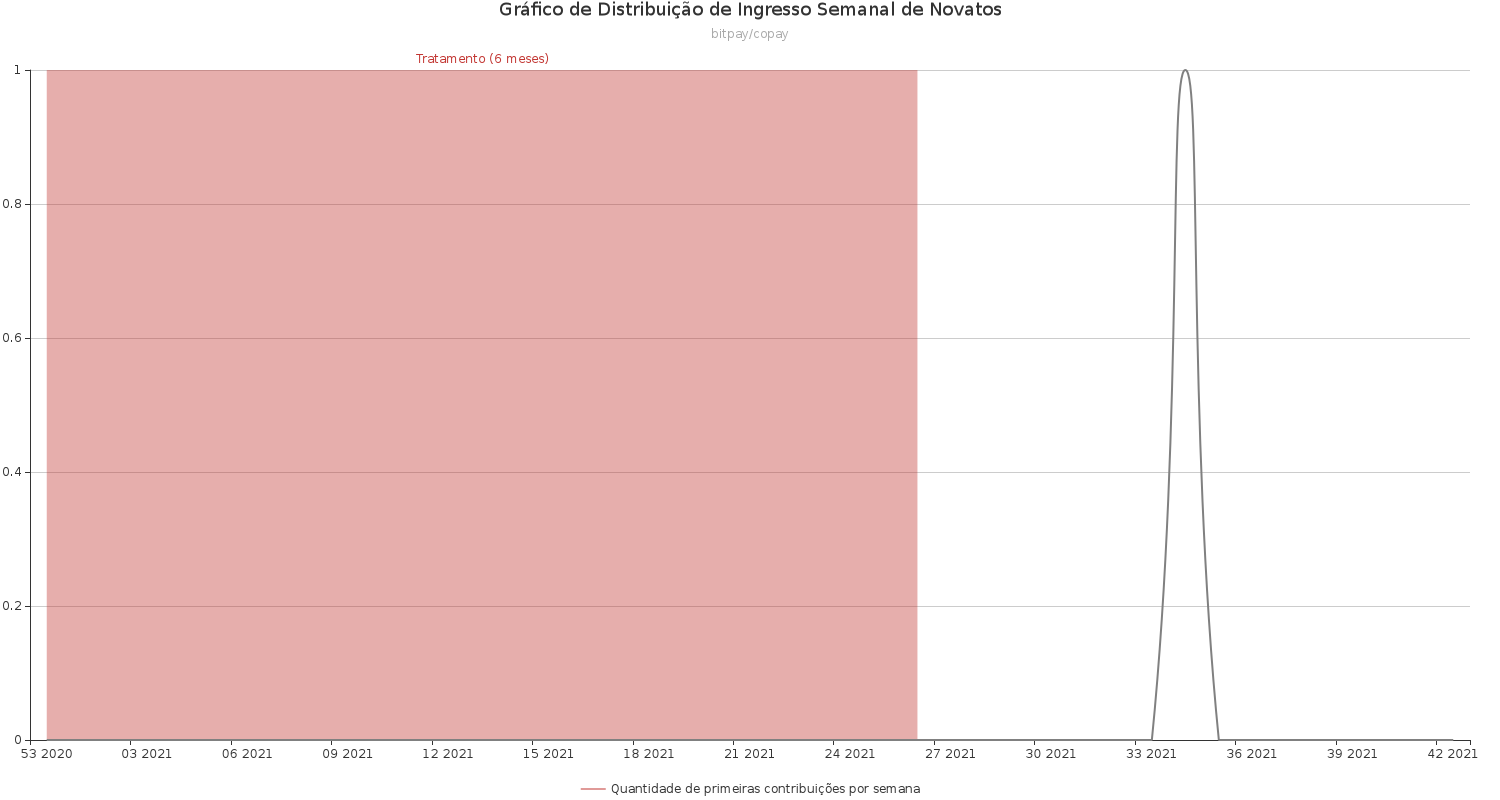 Gráfico de Distribuição de Ingresso Semanal de Novatos
bitpay/copay
Tratamento (6 meses)
1
0.8
0.6
0.4
0.2
0
53 2020 03 2021 06 2021 09 2021 12 2021 15 2021 18 2021 21 2021 24 2021 27 2021 30 2021 33 2021 36 2021 39 2021 42 2021
Quantidade de primeiras contribuições por semana